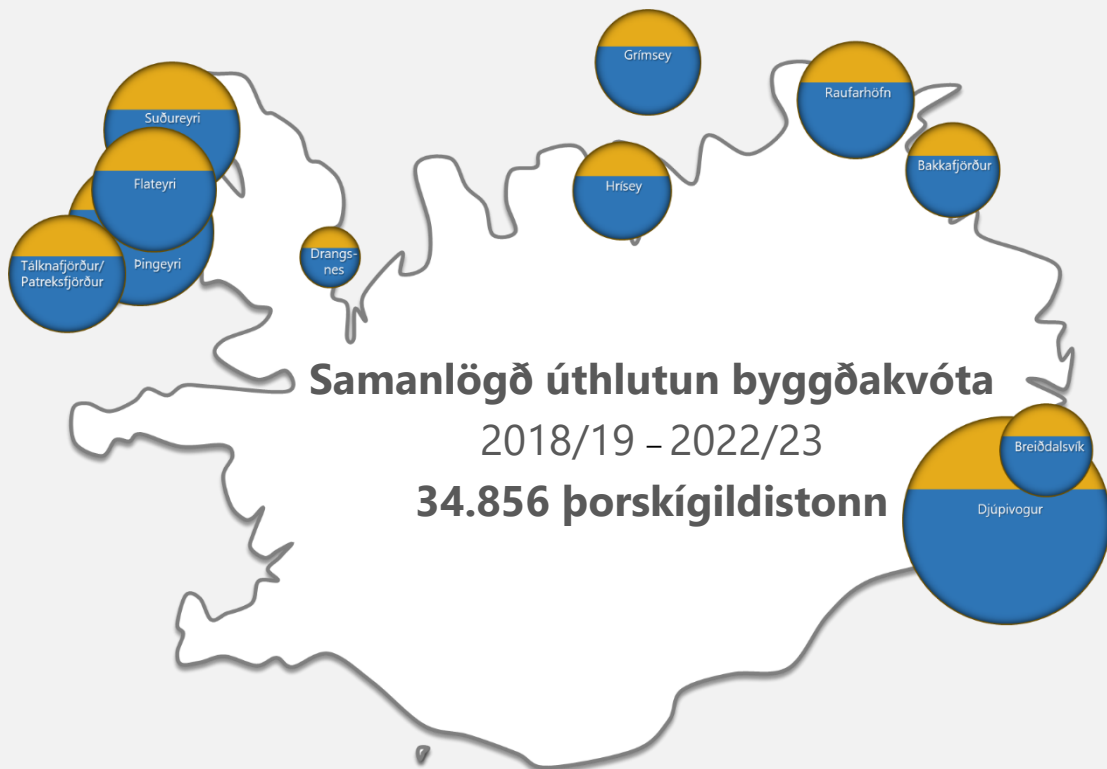 Grímsey
Raufarhöfn
Suðureyri
Bakkafjörður
Flateyri
Hrísey
Drangs-
nes
Tálknafjörður/
Patreksfjörður
Þingeyri
Samanlögð úthlutun byggðakvóta
2018/19 – 2022/23
34.856 þorskígildistonn
Breiðdalsvík
Djúpivogur